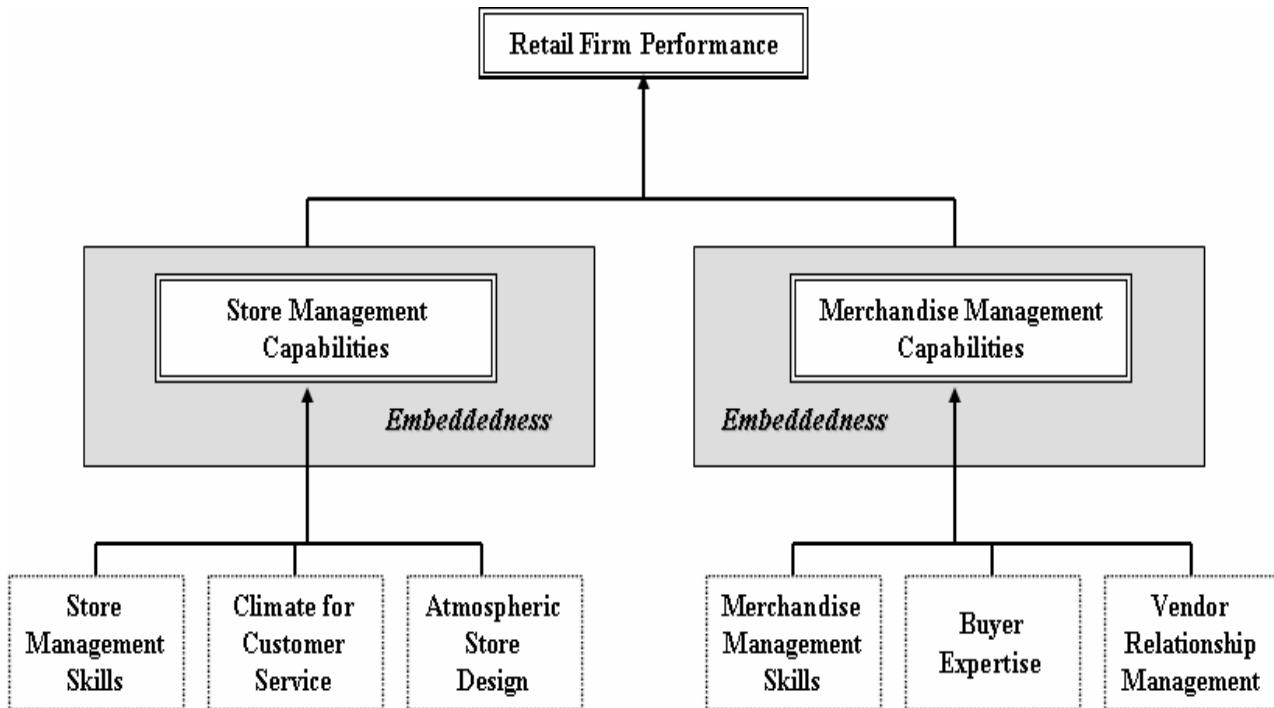 Retail Firm Performance
Store Management
Capabilities
Embeddedness
Merchandise Management
Capabilities
Embeddedness
Store
Management
Skills
Climate for
Customer
Service
Atmospheric
Store
Design
Merchandise
Management
Skills
Buyer
Expertise
Vendor
Relationship
Management